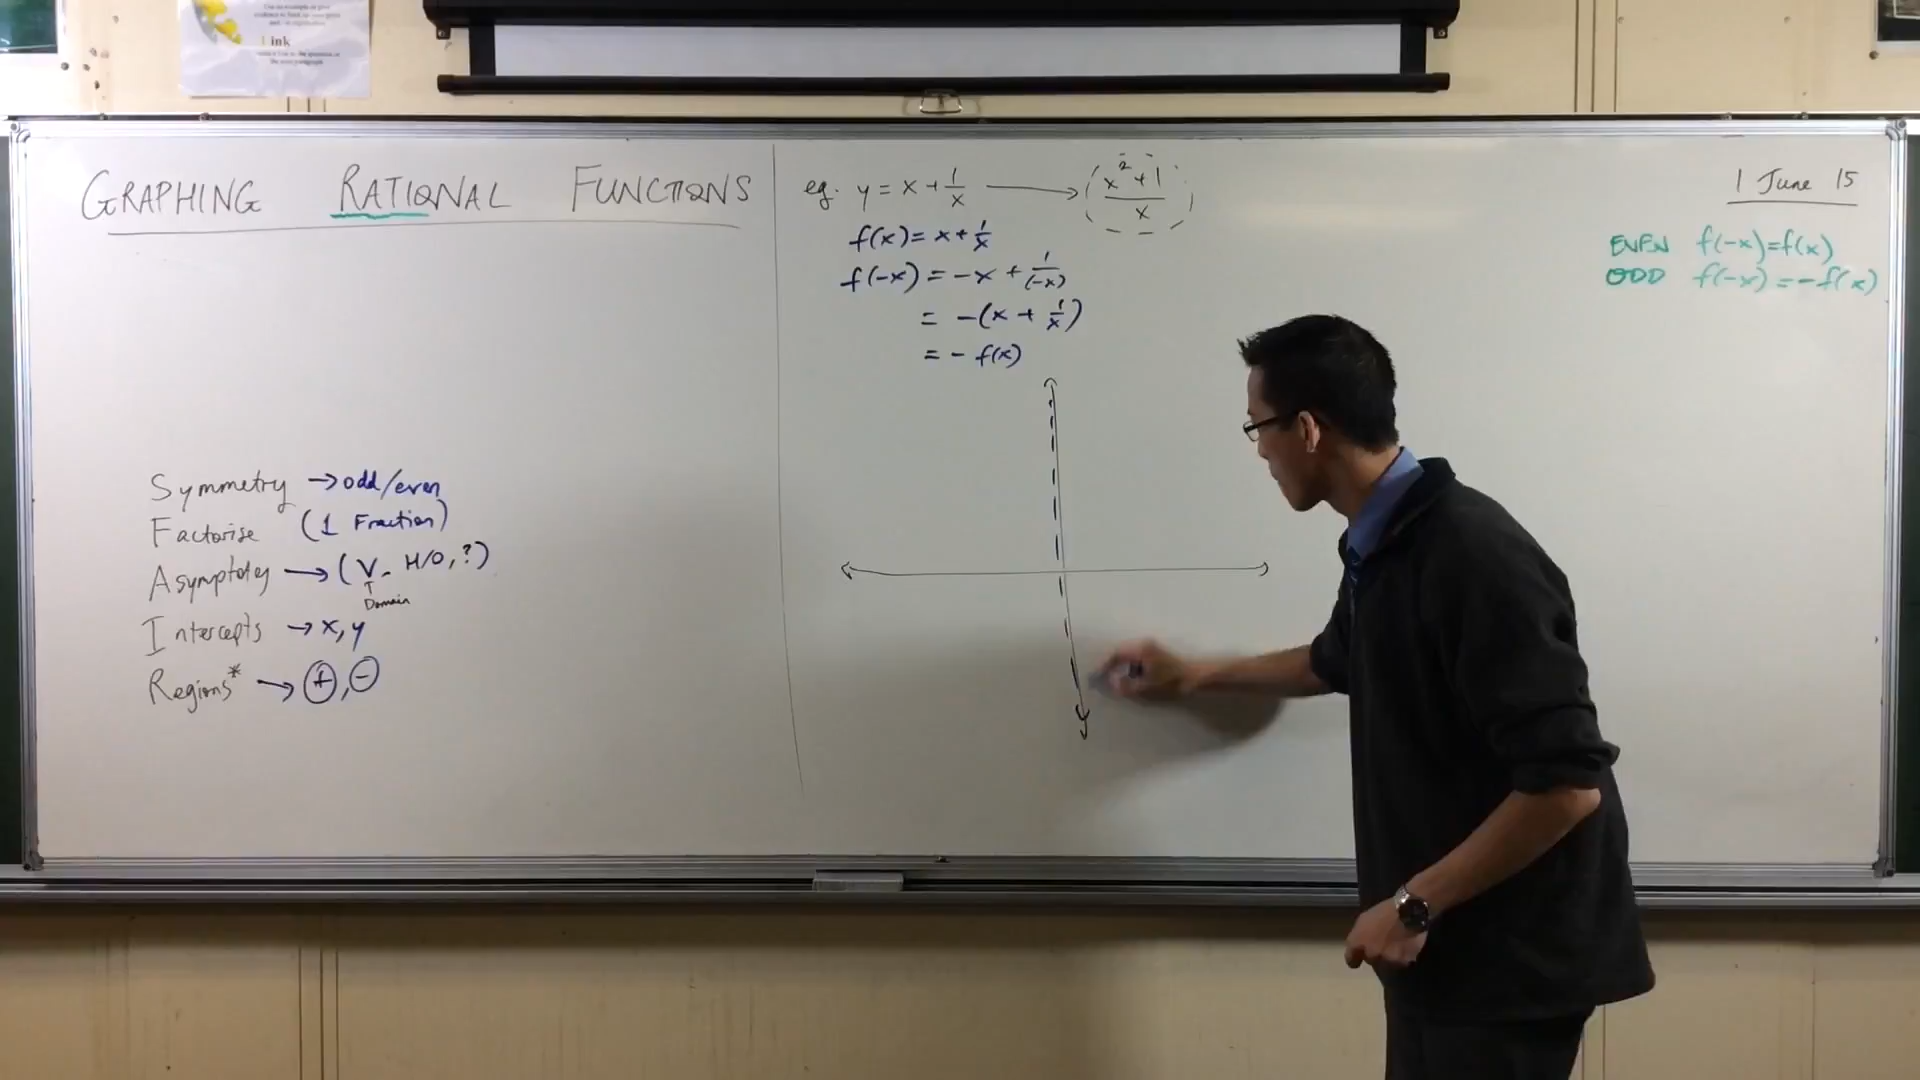 Link
GRAPHING RATIONAL FUNCTIONS
Symmetry → odd/even
Factorise (1 Fraction)
Asymptotes → (V, H/O, ?)
↑
Domain
Intercepts → x, y
Regions* → ⊕, ⊖
eg. y = x + 1/x → (x² + 1)/x
f(x) = x + 1/x
f(-x) = -x + 1/(-x)
= -(x + 1/x)
= - f(x)
1 June 15
EVEN f(-x)=f(x)
ODD f(-x)=-f(x)